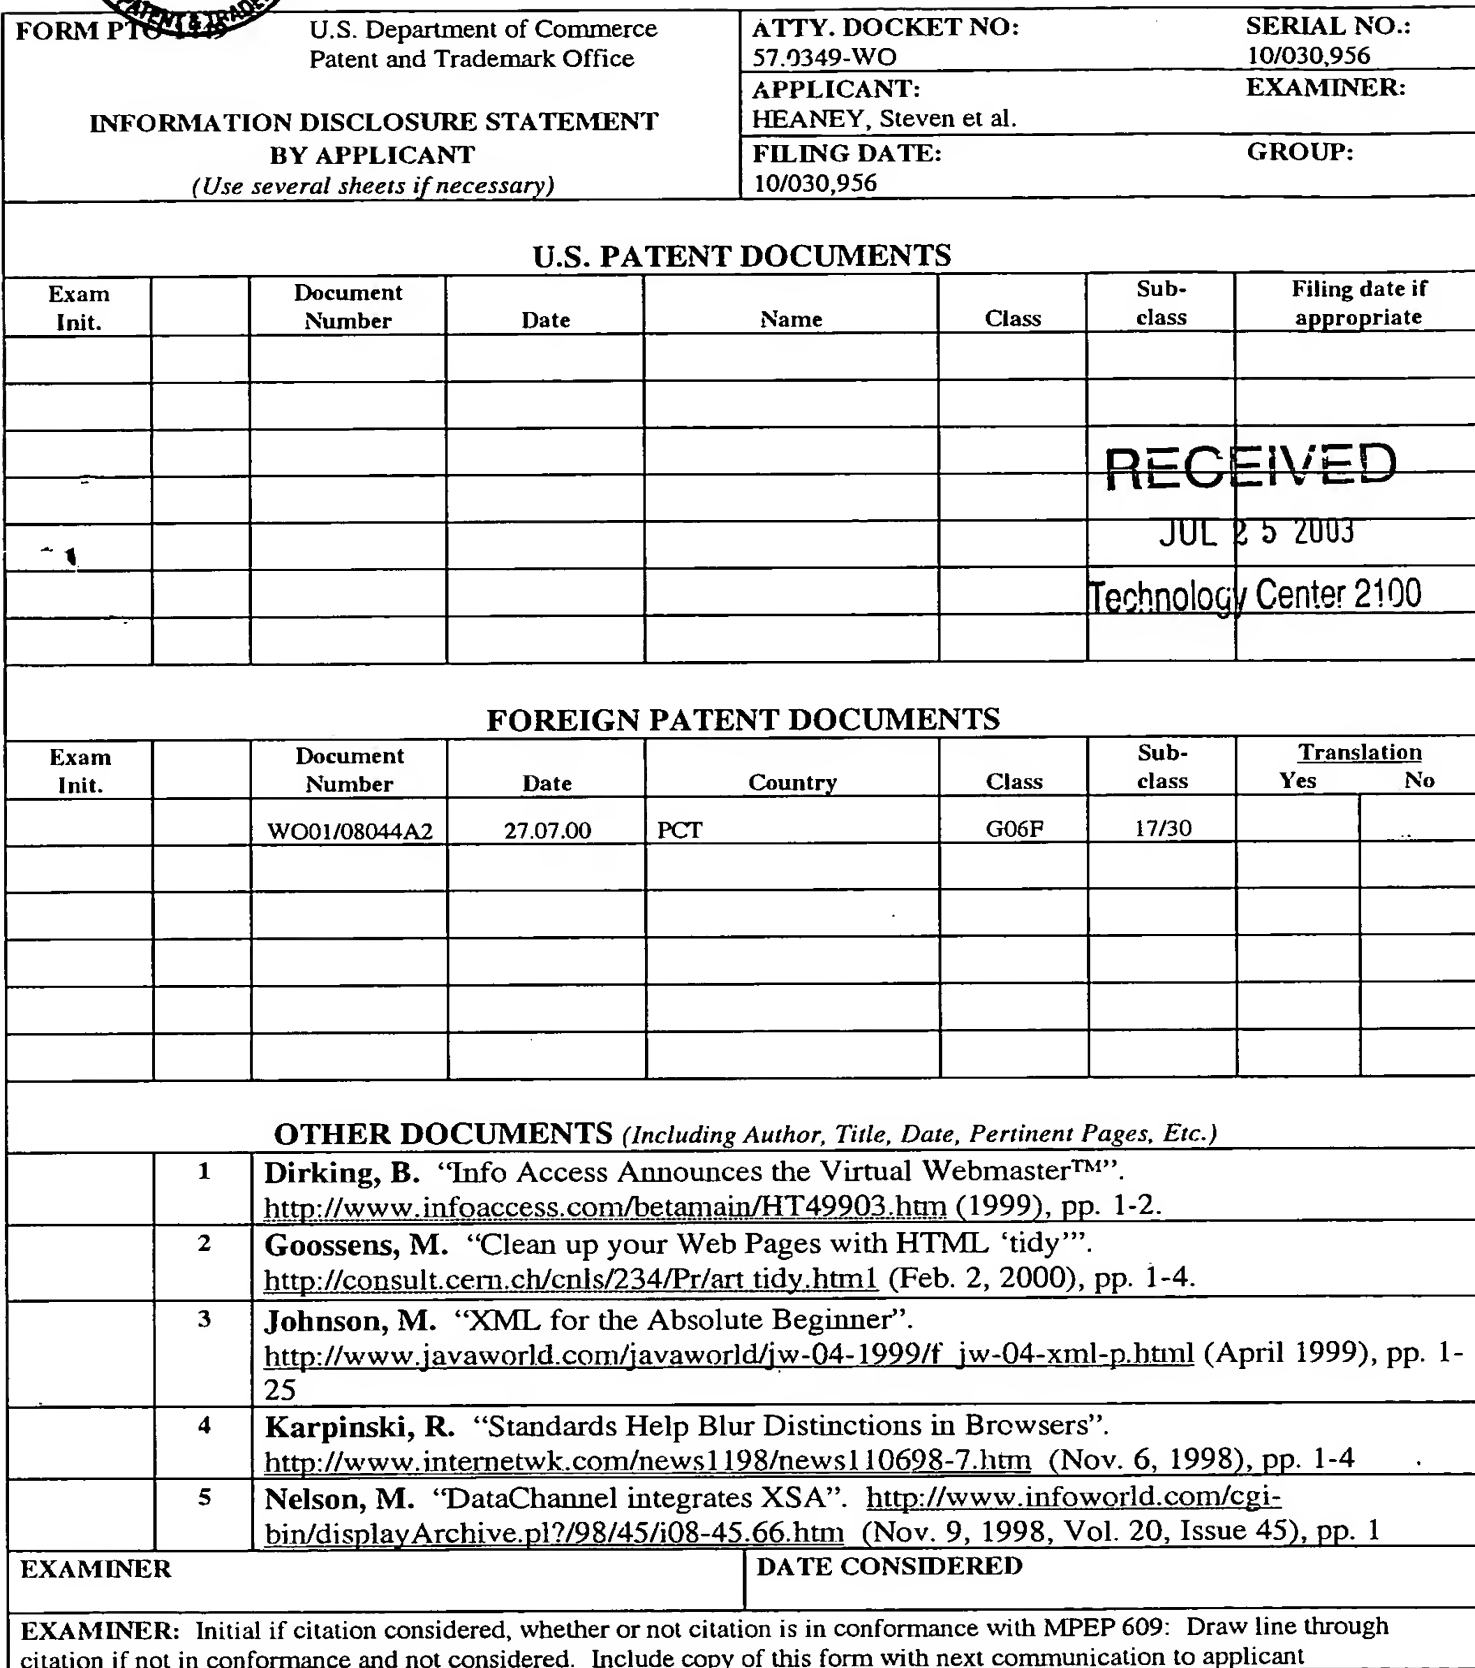 PATENT & TRADE
FORM PTO-1449
U.S. Department of Commerce
Patent and Trademark Office
INFORMATION DISCLOSURE STATEMENT
BY APPLICANT
(Use several sheets if necessary)
ATTY. DOCKET NO:
57.0349-WO
SERIAL NO.:
10/030,956
APPLICANT:
HEANEY, Steven et al.
EXAMINER:
FILING DATE:
10/030,956
GROUP:
U.S. PATENT DOCUMENTS
Exam Init.
Document Number
Date
Name
Class
Sub-class
Filing date if appropriate
RECEIVED
JUL 25 2003
Technology Center 2100
FOREIGN PATENT DOCUMENTS
Exam Init.
Document Number
Date
Country
Class
Sub-class
Translation
Yes No
WO01/08044A2 27.07.00 PCT G06F 17/30
OTHER DOCUMENTS (Including Author, Title, Date, Pertinent Pages, Etc.)
1 Dirking, B. “Info Access Announces the Virtual Webmaster™”.
http://www.infoaccess.com/betamain/HT49903.htm (1999), pp. 1-2.
2 Goossens, M. “Clean up your Web Pages with HTML ‘tidy’”.
http://consult.cern.ch/cnls/234/Pr/art tidy.html (Feb. 2, 2000), pp. 1-4.
3 Johnson, M. “XML for the Absolute Beginner”.
http://www.javaworld.com/javaworld/jw-04-1999/f jw-04-xml-p.html (April 1999), pp. 1-
25
4 Karpinski, R. “Standards Help Blur Distinctions in Browsers”.
http://www.internetwk.com/news1198/news110698-7.htm (Nov. 6, 1998), pp. 1-4
5 Nelson, M. “DataChannel integrates XSA”. http://www.infoworld.com/cgi-
bin/displayArchive.pl?/98/45/i08-45.66.htm (Nov. 9, 1998, Vol. 20, Issue 45), pp. 1
EXAMINER
DATE CONSIDERED
EXAMINER: Initial if citation considered, whether or not citation is in conformance with MPEP 609: Draw line through
citation if not in conformance and not considered. Include copy of this form with next communication to applicant